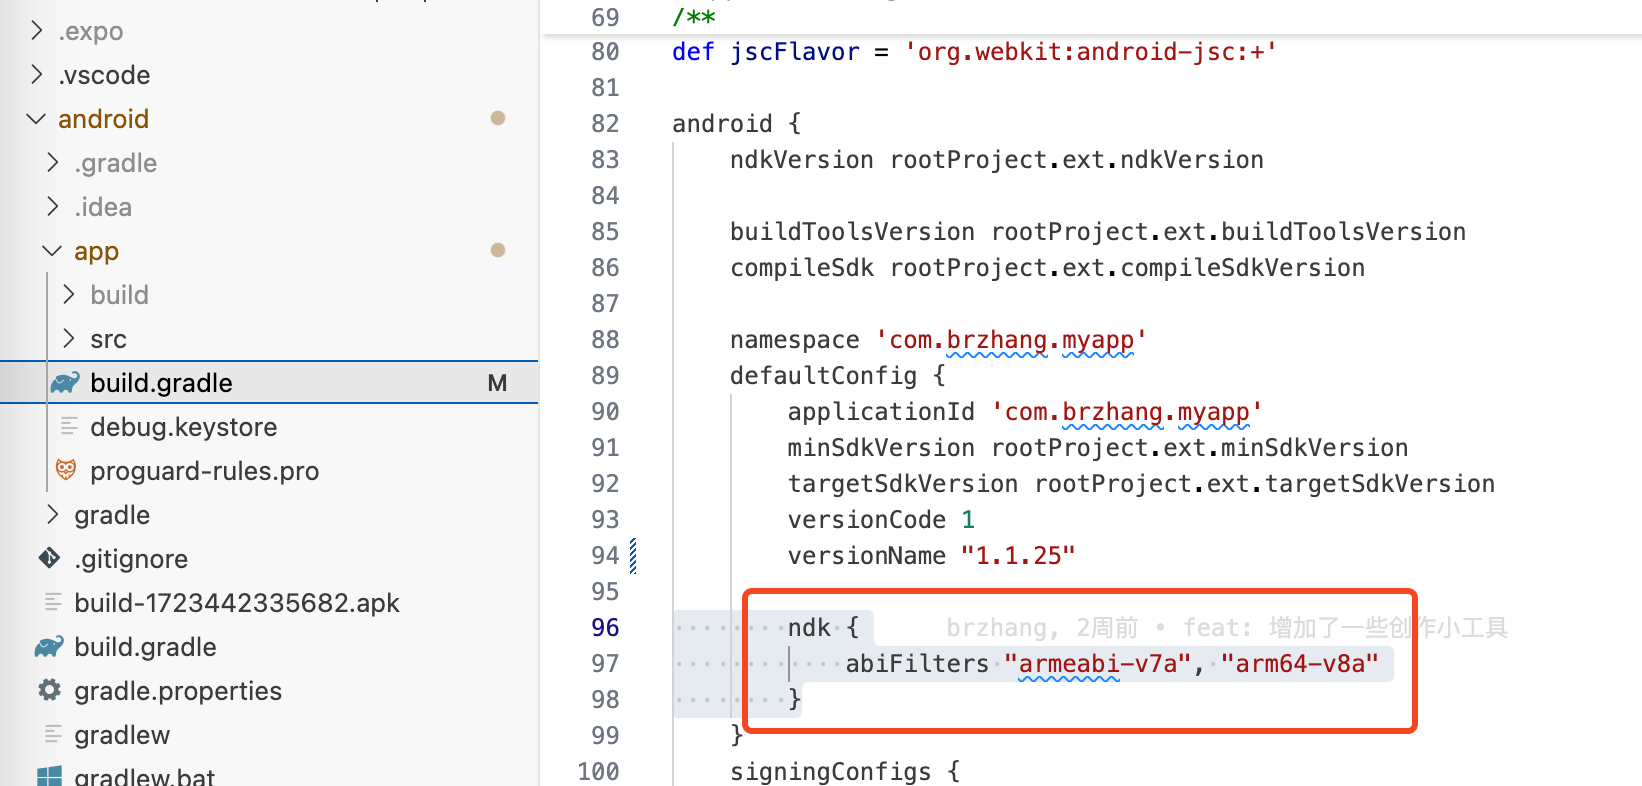 .expo
.vscode
android
.gradle
.idea
app
build
src
build.gradle M
debug.keystore
proguard-rules.pro
gradle
.gitignore
build-1723442335682.apk
build.gradle
gradle.properties
gradlew
gradlew.bat
69 /**
80 def jscFlavor = 'org.webkit:android-jsc:+'
81
82 android {
83 ndkVersion rootProject.ext.ndkVersion
84
85 buildToolsVersion rootProject.ext.buildToolsVersion
86 compileSdk rootProject.ext.compileSdkVersion
87
88 namespace 'com.brzhang.myapp'
89 defaultConfig {
90 applicationId 'com.brzhang.myapp'
91 minSdkVersion rootProject.ext.minSdkVersion
92 targetSdkVersion rootProject.ext.targetSdkVersion
93 versionCode 1
94 versionName "1.1.25"
95
96 ndk { brzhang, 2周前 • feat: 增加了一些创作小工具
97 abiFilters "armeabi-v7a", "arm64-v8a"
98 }
99 }
100 signingConfigs {